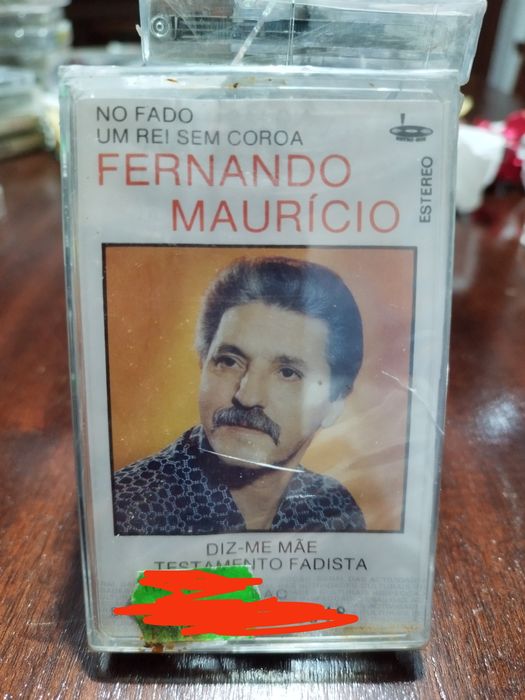 NO FADO
UM REI SEM COROA
FERNANDO
MAURÍCIO
ESTEREO
DIZ-ME MÃE
TESTAMENTO FADISTA